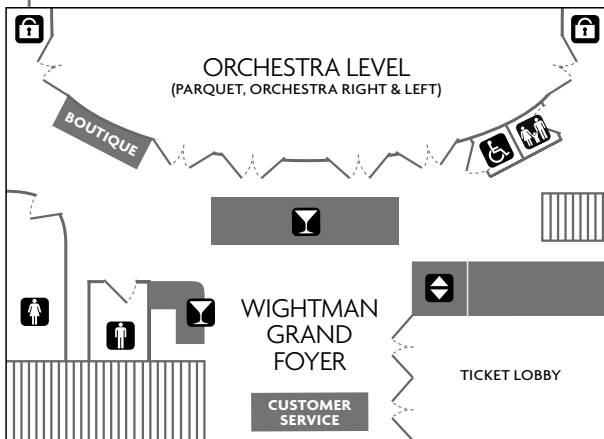 ORCHESTRA LEVEL
(PARQUET, ORCHESTRA RIGHT & LEFT)
BOUTIQUE
WIGHTMAN
GRAND
FOYER
TICKET LOBBY
CUSTOMER
SERVICE